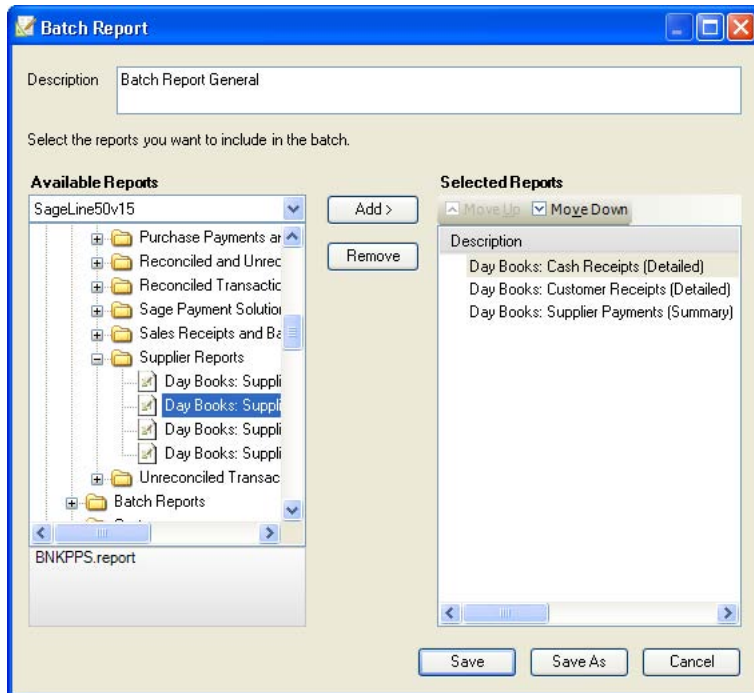 Batch Report
Description
Batch Report General
Select the reports you want to include in the batch.
Available Reports
SageLine50v15
Purchase Payments ar
Reconciled and Unrec
Reconciled Transactic
Sage Payment Solution
Sales Receipts and Ba
Supplier Reports
Day Books: Suppli
Day Books: Suppli
Day Books: Suppli
Day Books: Suppli
Unreconciled Transac
Batch Reports
BNKPPS.report
Add >
Remove
Selected Reports
Move Up Move Down
Description
Day Books: Cash Receipts (Detailed)
Day Books: Customer Receipts (Detailed)
Day Books: Supplier Payments (Summary)
Save Save As Cancel